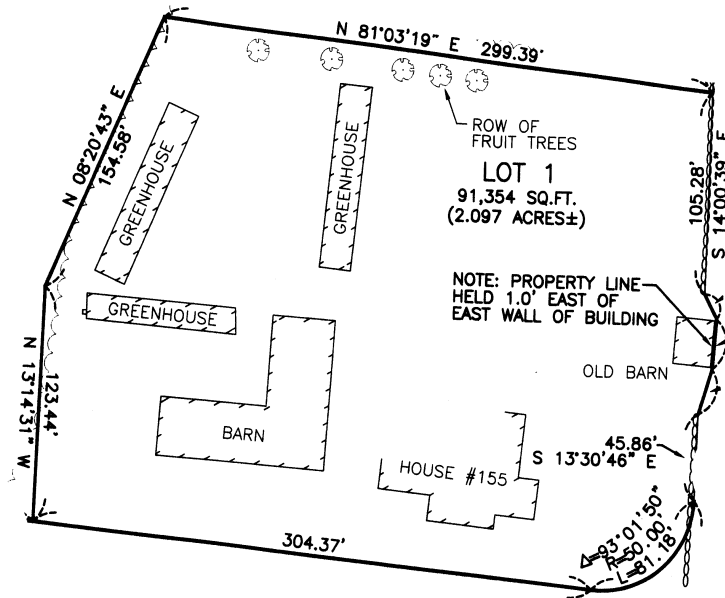 N 81°03'19" E 299.39'
N 08°20'43" E
154.58'
GREENHOUSE
GREENHOUSE
ROW OF
FRUIT TREES
LOT 1
91,354 SQ.FT.
(2.097 ACRES±)
105.28'
S 14°00'39" E
NOTE: PROPERTY LINE
HELD 1.0' EAST OF
EAST WALL OF BUILDING
GREENHOUSE
OLD BARN
N 13°14'31" W
123.44'
BARN
HOUSE #155
45.86'
S 13°30'46" E
304.37'
Δ=93°01'50"
R=50.00'
L=81.18'